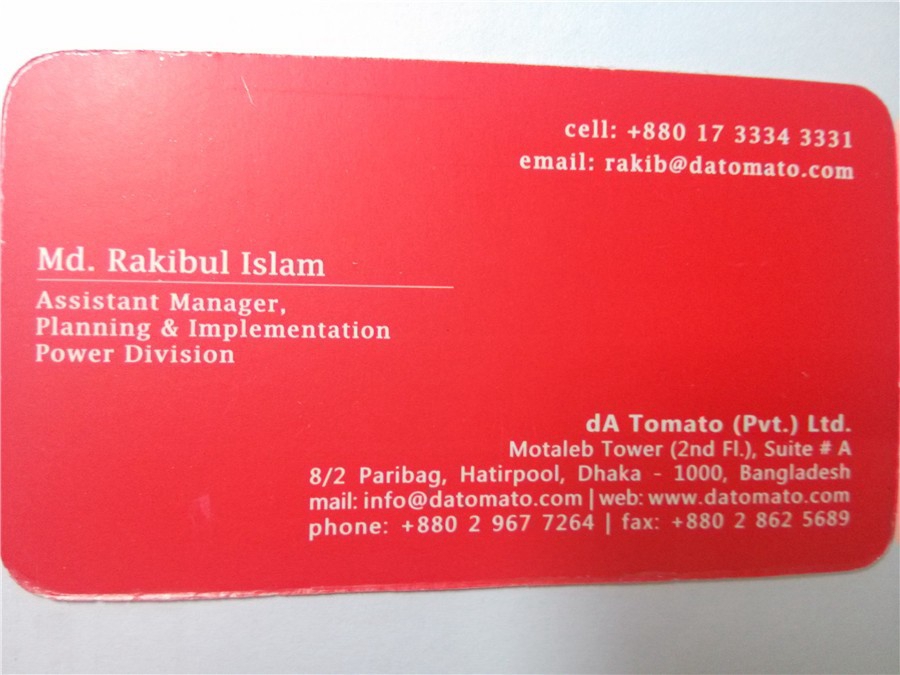 cell: +880 17 3334 3331
email: rakib@datomato.com
Md. Rakibul Islam
Assistant Manager,
Planning & Implementation
Power Division
dA Tomato (Pvt.) Ltd.
Motaleb Tower (2nd Fl.), Suite # A
8/2 Paribag, Hatirpool, Dhaka - 1000, Bangladesh
mail: info@datomato.com | web: www.datomato.com
phone: +880 2 967 7264 | fax: +880 2 862 5689